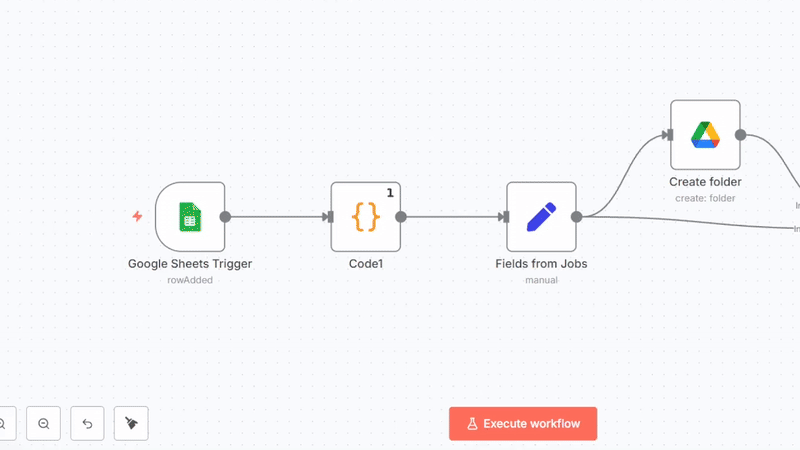 1
Google Sheets Trigger
rowAdded
Code1
Fields from Jobs
manual
Create folder
create: folder
Execute workflow